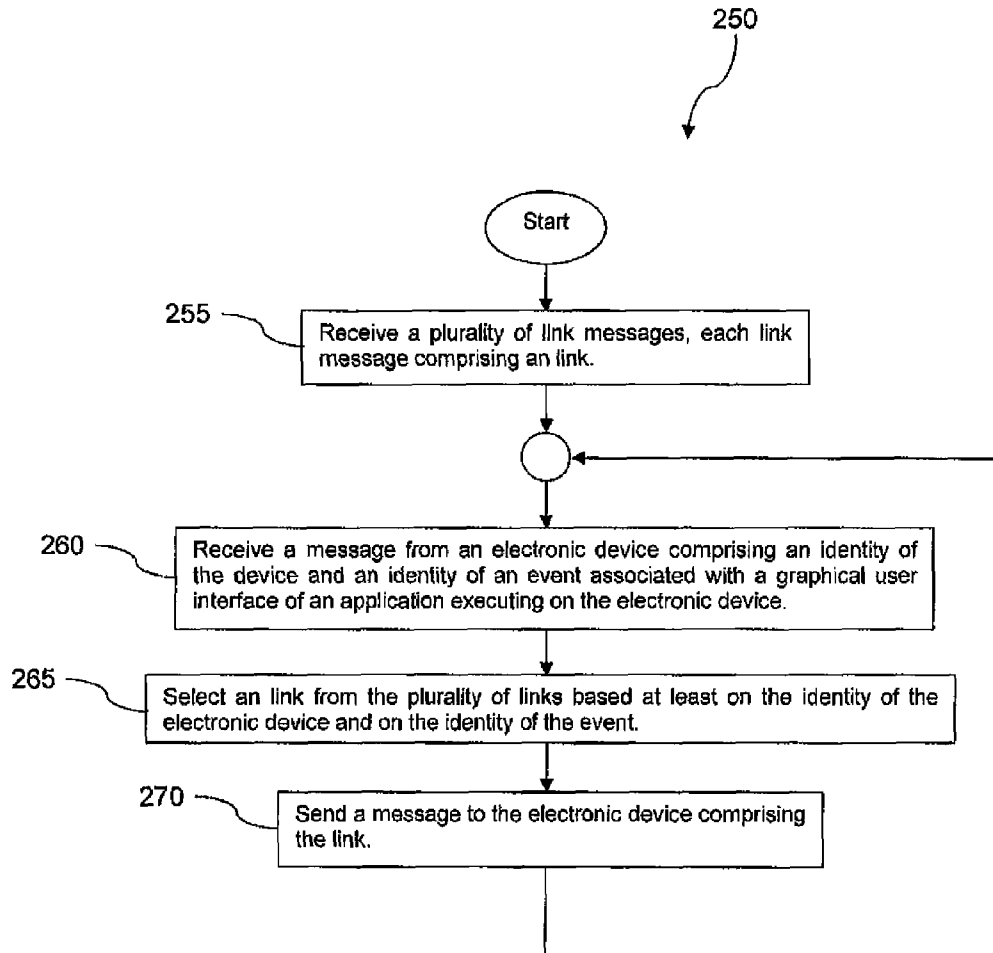 250
Start
255
Receive a plurality of link messages, each link
message comprising an link.
260
Receive a message from an electronic device comprising an identity of
the device and an identity of an event associated with a graphical user
interface of an application executing on the electronic device.
265
Select an link from the plurality of links based at least on the identity of the
electronic device and on the identity of the event.
270
Send a message to the electronic device comprising
the link.